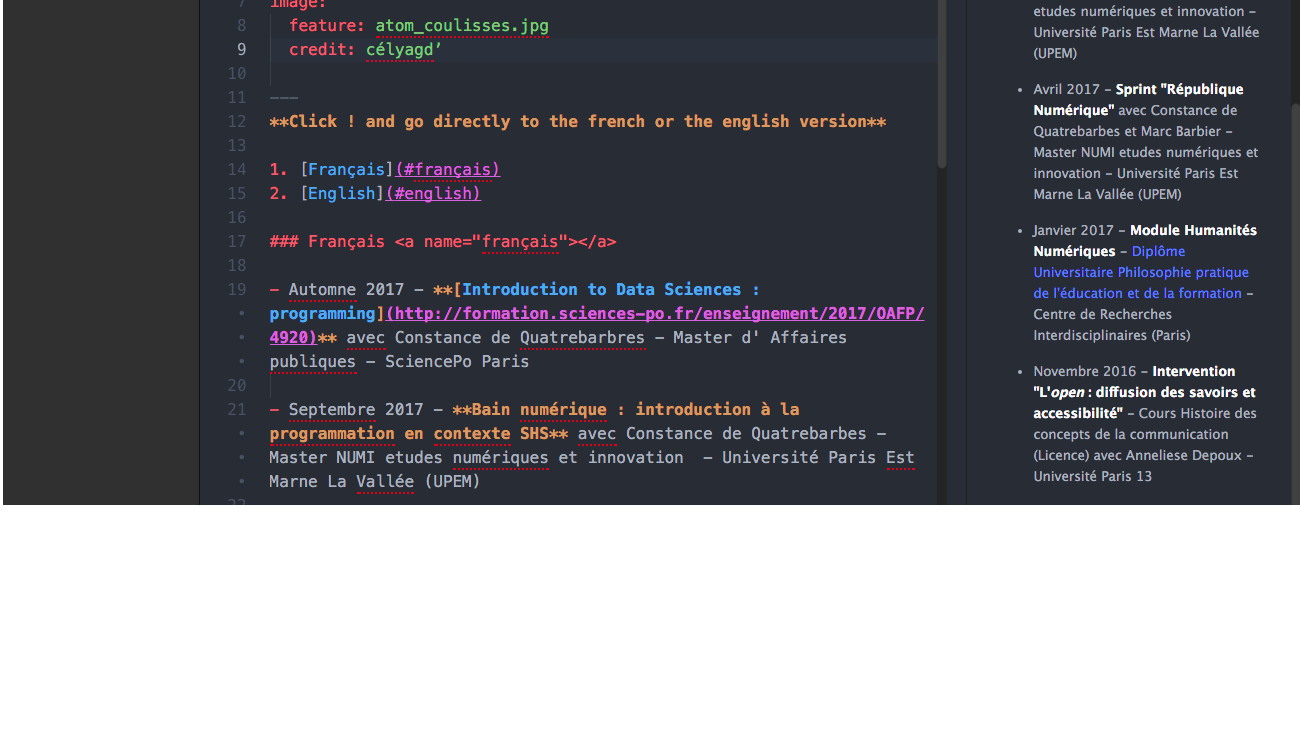 7 image:
8 feature: atom_coulisses.jpg
9 credit: célyagd’
10
11 ---
12 **Click ! and go directly to the french or the english version**
13
14 1. [Français](#français)
15 2. [English](#english)
16
17 ### Français <a name="français"></a>
18
19 - Automne 2017 - **[Introduction to Data Sciences :
• programming](http://formation.sciences-po.fr/enseignement/2017/OAFP/
• 4920)** avec Constance de Quatrebarbres - Master d' Affaires
• publiques - SciencePo Paris
20
21 - Septembre 2017 - **Bain numérique : introduction à la
• programmation en contexte SHS** avec Constance de Quatrebarbes -
• Master NUMI etudes numériques et innovation - Université Paris Est
• Marne La Vallée (UPEM)
22
etudes numériques et innovation –
Université Paris Est Marne La Vallée
(UPEM)
• Avril 2017 – Sprint "République
Numérique" avec Constance de
Quatrebarbes et Marc Barbier –
Master NUMI etudes numériques et
innovation – Université Paris Est
Marne La Vallée (UPEM)
• Janvier 2017 – Module Humanités
Numériques – Diplôme
Universitaire Philosophie pratique
de l'éducation et de la formation –
Centre de Recherches
Interdisciplinaires (Paris)
• Novembre 2016 – Intervention
"L'open : diffusion des savoirs et
accessibilité" – Cours Histoire des
concepts de la communication
(Licence) avec Anneliese Depoux –
Université Paris 13